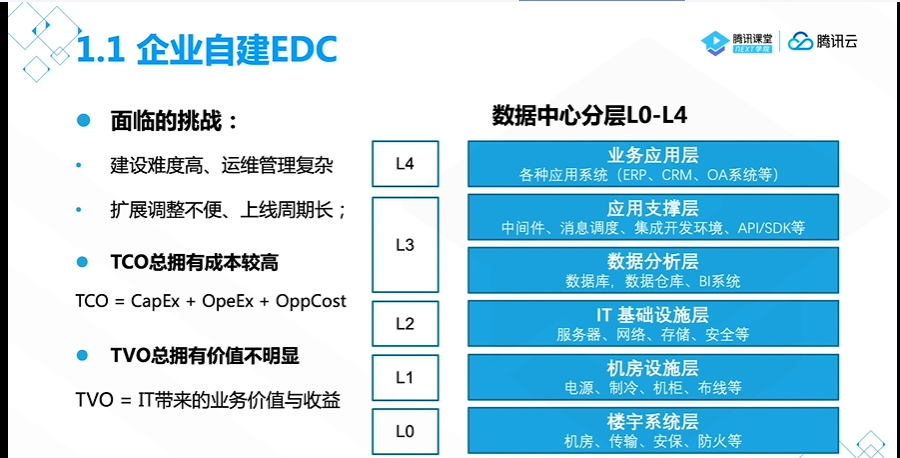 1.1 企业自建EDC
腾讯课堂
NEXT学院
腾讯云
面临的挑战：
建设难度高、运维管理复杂
扩展调整不便、上线周期长；
TCO总拥有成本较高
TCO = CapEx + OpeEx + OppCost
TVO总拥有价值不明显
TVO = IT带来的业务价值与收益
数据中心分层L0-L4
L4
业务应用层
各种应用系统（ERP、CRM、OA系统等）
L3
应用支撑层
中间件、消息调度、集成开发环境、API/SDK等
数据分析层
数据库，数据仓库、BI系统
L2
IT 基础设施层
服务器、网络、存储、安全等
L1
机房设施层
电源、制冷、机柜、布线等
L0
楼宇系统层
机房、传输、安保、防火等